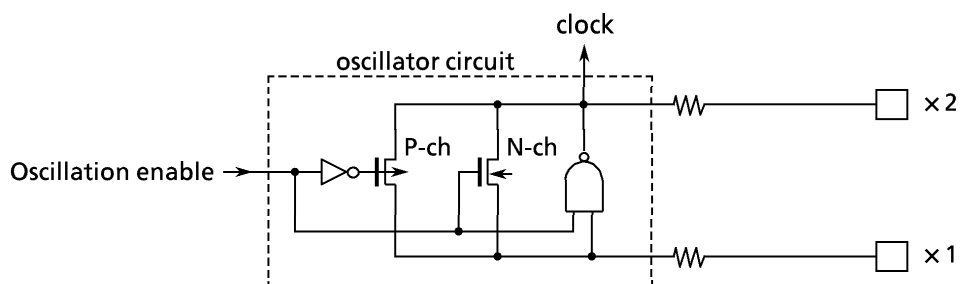 clock
oscillator circuit
×2
P-ch
N-ch
Oscillation enable
×1